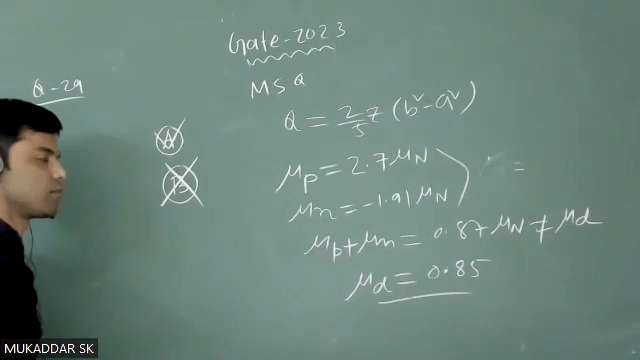 Gate-2023
Q-29
MSQ
Q = 2/5 Z (b² - a²)
A
μp = 2.7 μN
B
μn = -1.91 μN
μp + μn = 0.87 μN ≠ μd
μd = 0.85
MUKADDAR SK